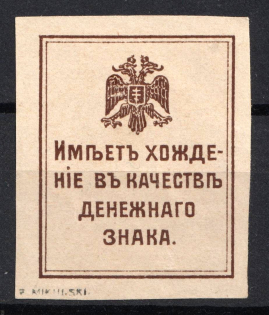 Имѣетъ хожде-
ніе въ качествѣ
денежнаго
знака.